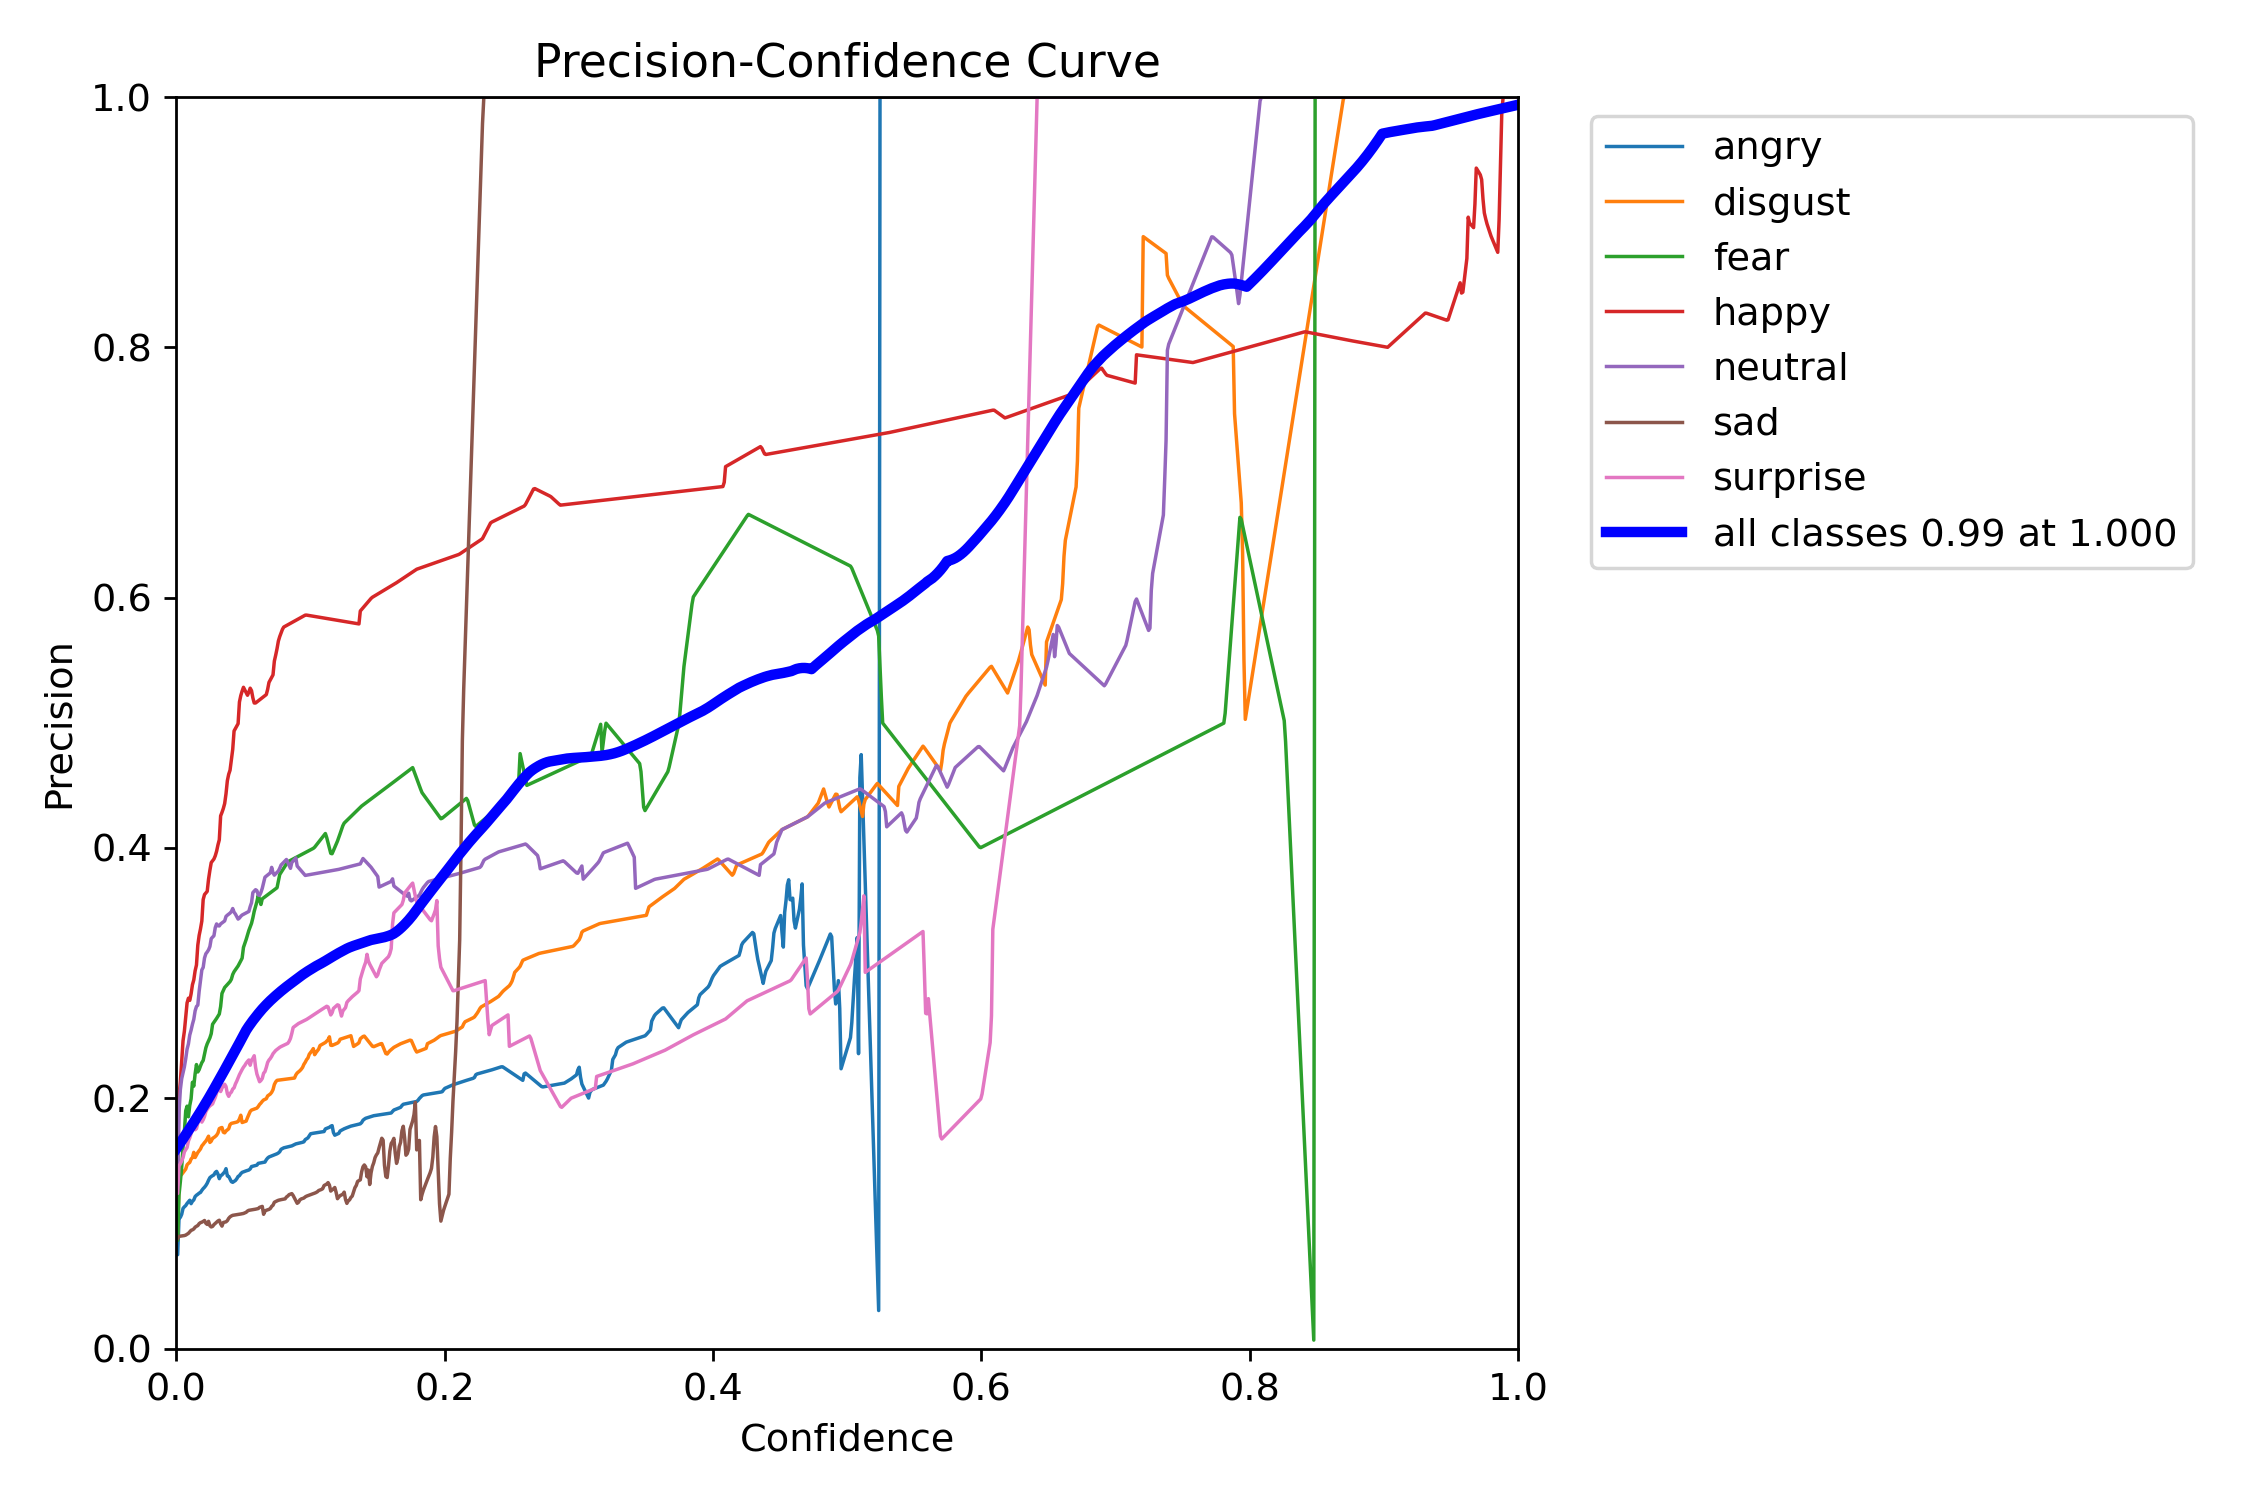 Precision-Confidence Curve
1.0
0.8
0.6
0.4
0.2
0.0
Precision
0.0 0.2 0.4 0.6 0.8 1.0
Confidence
angry
disgust
fear
happy
neutral
sad
surprise
all classes 0.99 at 1.000